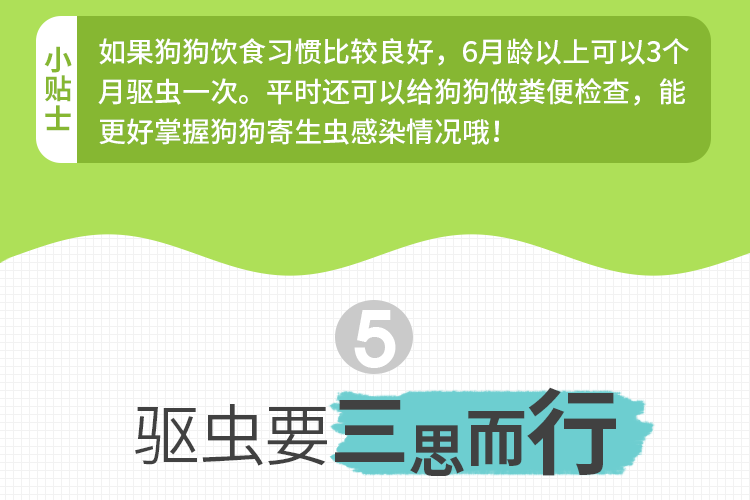 小贴士
如果狗狗饮食习惯比较良好，6月龄以上可以3个
月驱虫一次。平时还可以给狗狗做粪便检查，能
更好掌握狗狗寄生虫感染情况哦！
5
驱虫要三思而行